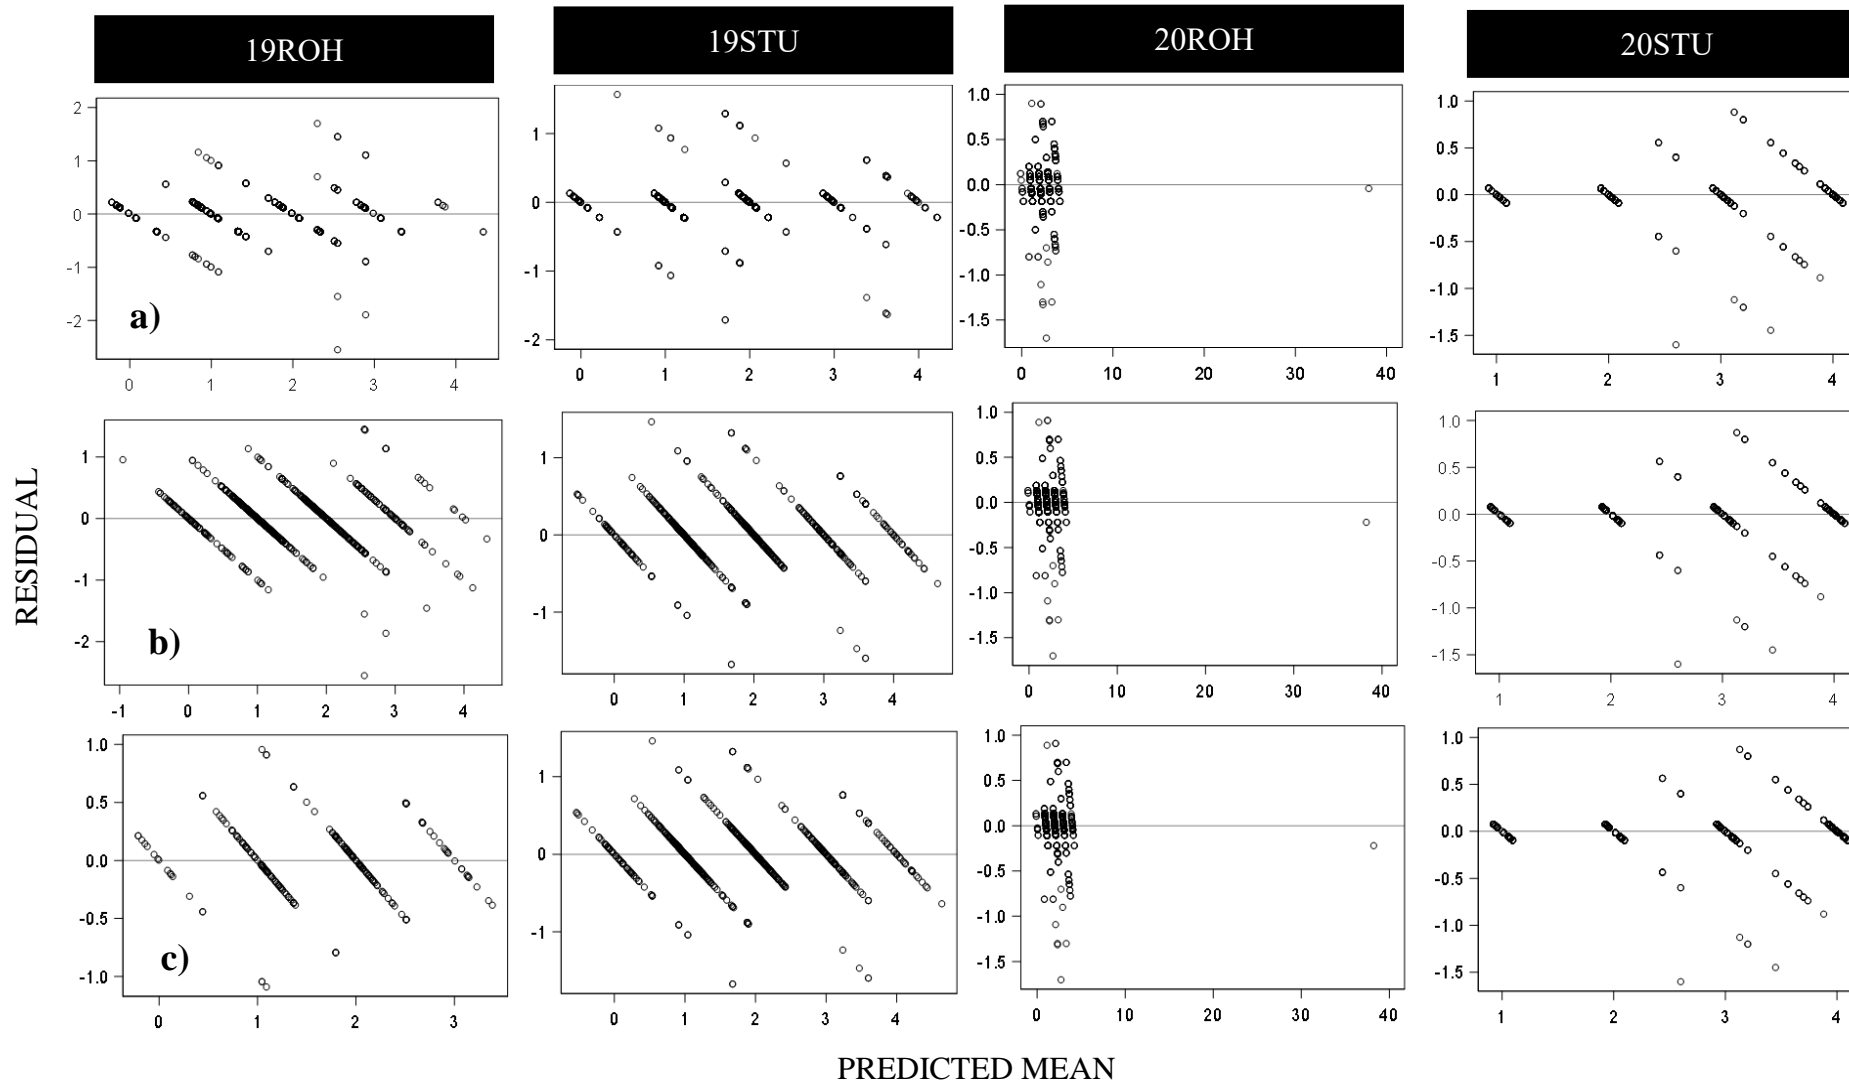 19ROH 19STU 20ROH 20STU
2 1 0 -1 -2
a)
0 1 2 3 4
1 0 -1 -2
0 1 2 3 4
1.0 0.5 0.0 -0.5 -1.0 -1.5
0 10 20 30 40
1.0 0.5 0.0 -0.5 -1.0 -1.5
1 2 3 4
RESIDUAL
1 0 -1 -2
b)
-1 0 1 2 3 4
1 0 -1
0 1 2 3 4
1.0 0.5 0.0 -0.5 -1.0 -1.5
0 10 20 30 40
1.0 0.5 0.0 -0.5 -1.0 -1.5
1 2 3 4
1.0 0.5 0.0 -0.5 -1.0
c)
0 1 2 3
1 0 -1
0 1 2 3 4
1.0 0.5 0.0 -0.5 -1.0 -1.5
0 10 20 30 40
1.0 0.5 0.0 -0.5 -1.0 -1.5
1 2 3 4
PREDICTED MEAN